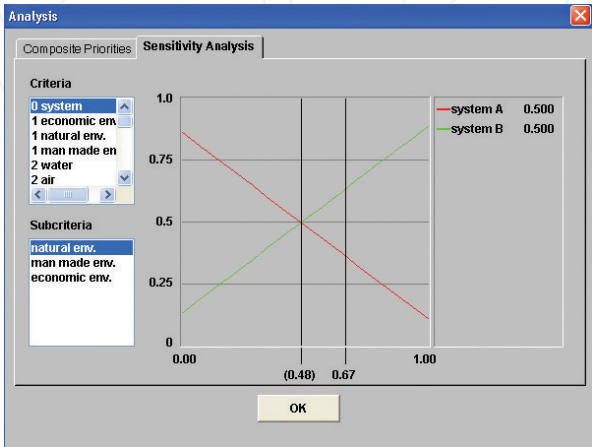 Analysis
Composite Priorities
Sensitivity Analysis
Criteria
0 system
1 economic env
1 natural env.
1 man made en
2 water
2 air
Subcriteria
natural env.
man made env.
economic env.
1.0
0.75
0.5
0.25
0
0.00
1.00
(0.48)
0.67
system A 0.500
system B 0.500
OK